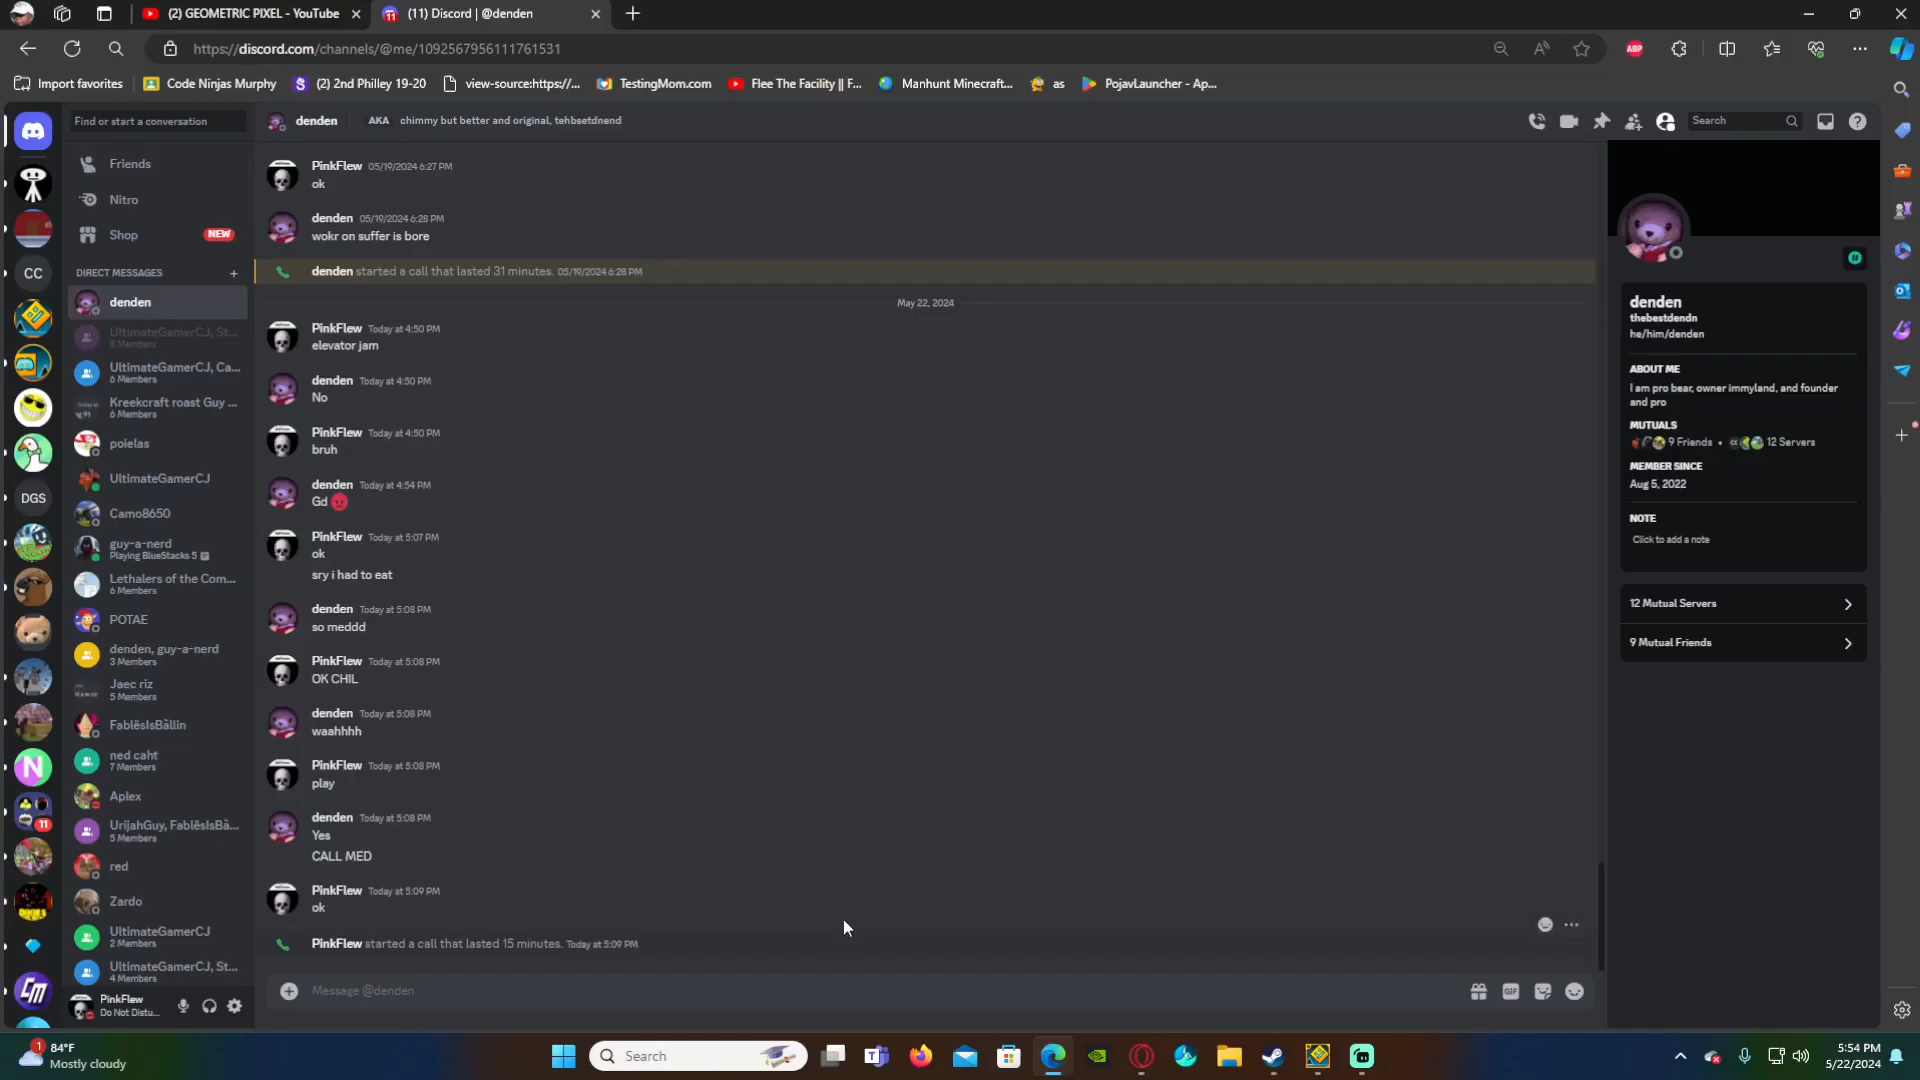 (2) GEOMETRIC PIXEL - YouTube
(11) Discord | @denden
https://discord.com/channels/@me/1092567956111761531
ABP
Import favorites
Code Ninjas Murphy
(2) 2nd Philley 19-20
view-source:https://...
TestingMom.com
Flee The Facility || F...
Manhunt Minecraft...
as
PojavLauncher - Ap...
Find or start a conversation
Friends
Nitro
Shop
NEW
DIRECT MESSAGES
denden
UltimateGamerCJ, St...
8 Members
UltimateGamerCJ, Ca...
6 Members
Kreekcraft roast Guy ...
6 Members
poielas
UltimateGamerCJ
Camo8650
guy-a-nerd
Playing BlueStacks 5
Lethalers of the Com...
6 Members
POTAE
denden, guy-a-nerd
3 Members
Jaec riz
5 Members
FablēsIsBāllin
ned caht
7 Members
Aplex
UrijahGuy, FablēsIsBā...
5 Members
red
Zardo
UltimateGamerCJ
2 Members
UltimateGamerCJ, St...
4 Members
PinkFlew
Do Not Distu...
CC
DGS
N
11
denden
AKA
chimmy but better and original, tehbsetdnend
Search
PinkFlew 05/19/2024 6:27 PM
ok
denden 05/19/2024 6:28 PM
wokr on suffer is bore
denden started a call that lasted 31 minutes. 05/19/2024 6:28 PM
May 22, 2024
PinkFlew Today at 4:50 PM
elevator jam
denden Today at 4:50 PM
No
PinkFlew Today at 4:50 PM
bruh
denden Today at 4:54 PM
Gd 😡
PinkFlew Today at 5:07 PM
ok
sry i had to eat
denden Today at 5:08 PM
so meddd
PinkFlew Today at 5:08 PM
OK CHIL
denden Today at 5:08 PM
waahhhh
PinkFlew Today at 5:08 PM
play
denden Today at 5:08 PM
Yes
CALL MED
PinkFlew Today at 5:09 PM
ok
PinkFlew started a call that lasted 15 minutes. Today at 5:09 PM
Message @denden
GIF
denden
thebestdendn
he/him/denden
ABOUT ME
I am pro bear, owner immyland, and founder
and pro
MUTUALS
9 Friends • 12 Servers
MEMBER SINCE
Aug 5, 2022
NOTE
Click to add a note
12 Mutual Servers
9 Mutual Friends
1
84°F
Mostly cloudy
Search
5:54 PM
5/22/2024